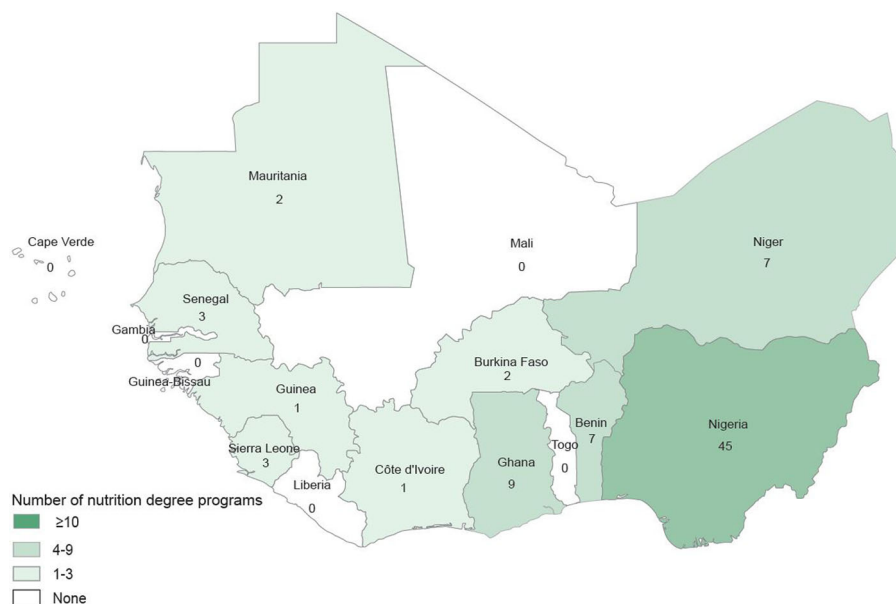 Mauritania
2
Cape Verde
0
Mali
0
Niger
7
Senegal
3
Gambia
0
0
Guinea-Bissau
Burkina Faso
2
Guinea
1
Benin
7
Nigeria
45
Sierra Leone
3
Togo
0
Ghana
9
Côte d'Ivoire
1
Liberia
0
Number of nutrition degree programs
≥10
4-9
1-3
None